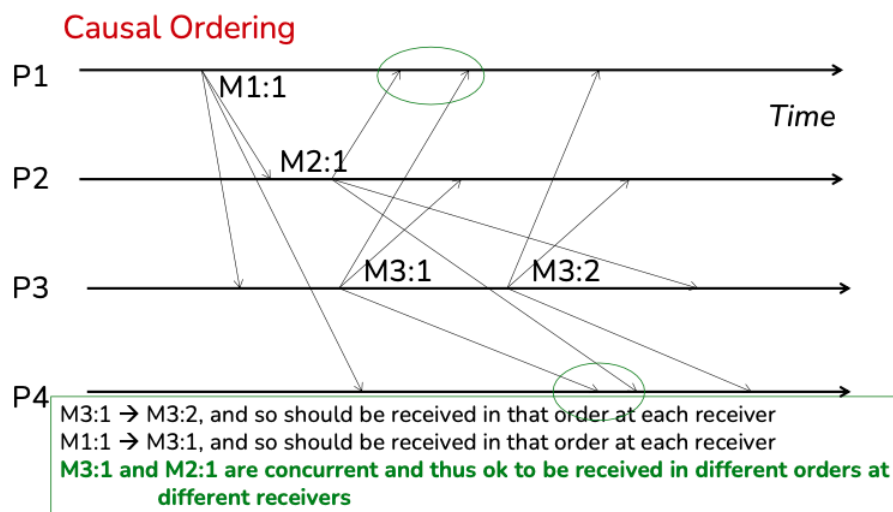 Causal Ordering
P1
M1:1
Time
P2
M2:1
P3
M3:1
M3:2
P4
M3:1 → M3:2, and so should be received in that order at each receiver
M1:1 → M3:1, and so should be received in that order at each receiver
M3:1 and M2:1 are concurrent and thus ok to be received in different orders at
different receivers